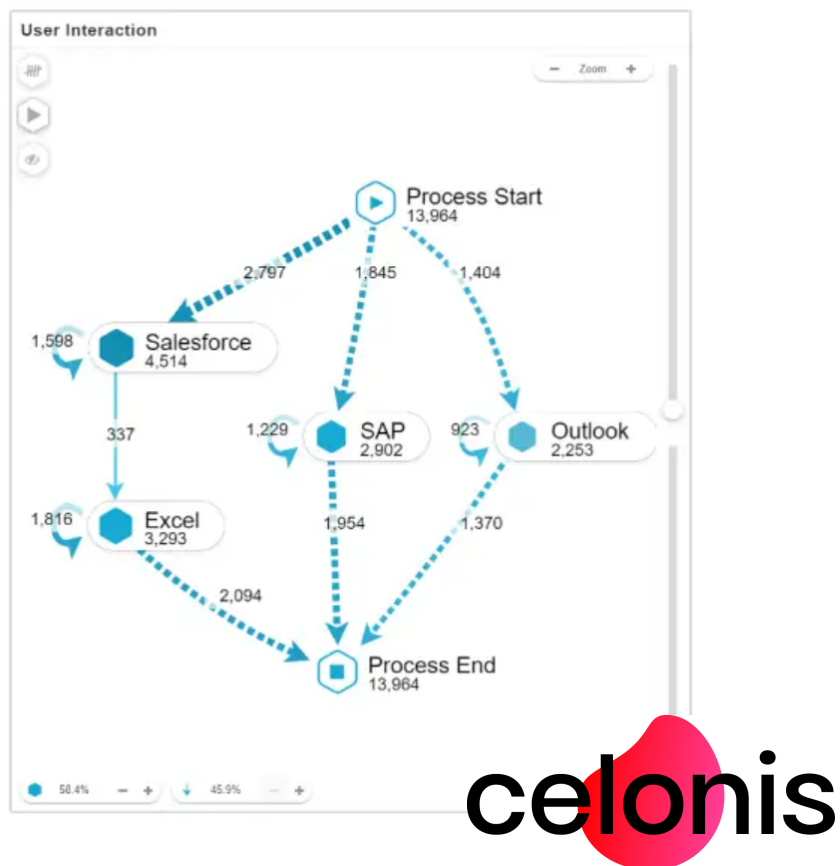 User Interaction
Zoom
Process Start
13,964
2,797
1,845
1,404
1,598
Salesforce
4,514
337
1,229
SAP
2,902
923
Outlook
2,253
1,816
Excel
3,293
1,954
1,370
2,094
Process End
13,964
58.4%
45.9%
celonis